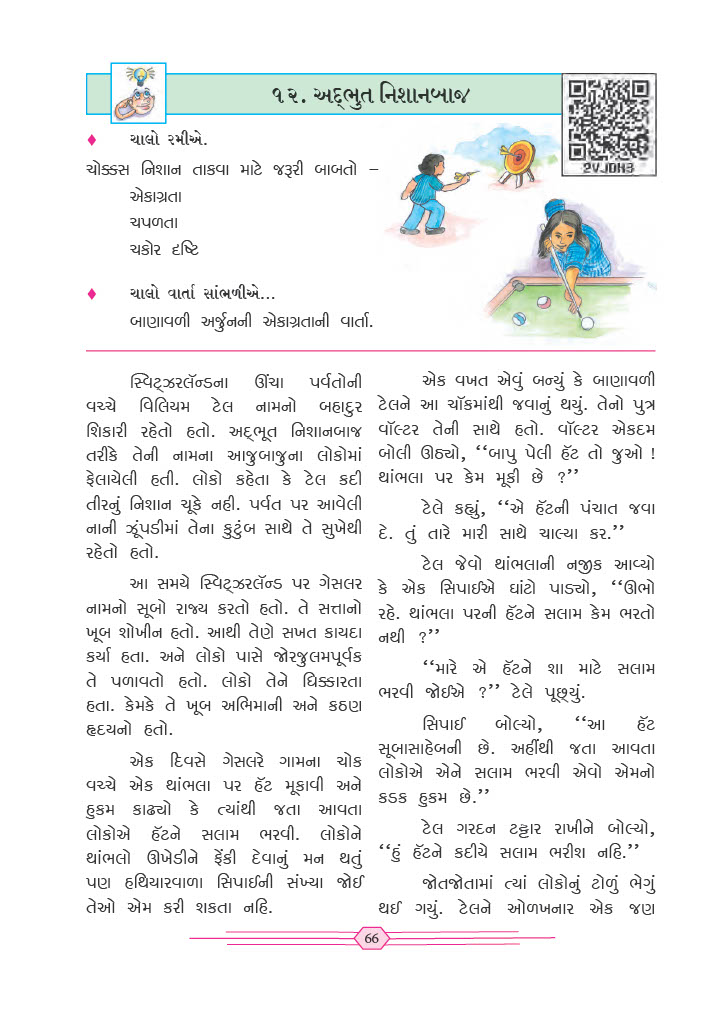 ૧૨. અદ્ભુત નિશાનબાજ
2VJDH3
♦ ચાલો રમીએ.
ચોક્કસ નિશાન તાકવા માટે જરૂરી બાબતો –
એકાગ્રતા
ચપળતા
ચકોર દૃષ્ટિ
♦ ચાલો વાર્તા સાંભળીએ...
બાણાવળી અર્જુનની એકાગ્રતાની વાર્તા.
સ્વિટ્ઝરલૅન્ડના ઊંચા પર્વતોની
વચ્ચે વિલિયમ ટેલ નામનો બહાદુર
શિકારી રહેતો હતો. અદ્ભૂત નિશાનબાજ
તરીકે તેની નામના આજુબાજુના લોકોમાં
ફેલાયેલી હતી. લોકો કહેતા કે ટેલ કદી
તીરનું નિશાન ચૂકે નહી. પર્વત પર આવેલી
નાની ઝૂંપડીમાં તેના કુટુંબ સાથે તે સુખેથી
રહેતો હતો.
આ સમયે સ્વિટ્ઝરલૅન્ડ પર ગેસલર
નામનો સૂબો રાજ્ય કરતો હતો. તે સત્તાનો
ખૂબ શોખીન હતો. આથી તેણે સખત કાયદા
કર્યા હતા. અને લોકો પાસે જોરજુલમપૂર્વક
તે પળાવતો હતો. લોકો તેને ધિક્કારતા
હતા. કેમકે તે ખૂબ અભિમાની અને કઠણ
હૃદયનો હતો.
એક દિવસે ગેસલરે ગામના ચોક
વચ્ચે એક થાંભલા પર હૅટ મૂકાવી અને
હુકમ કાઢ્યો કે ત્યાંથી જતા આવતા
લોકોએ હૅટને સલામ ભરવી. લોકોને
થાંભલો ઊખેડીને ફેંકી દેવાનું મન થતું
પણ હથિયારવાળા સિપાઈની સંખ્યા જોઈ
તેઓ એમ કરી શકતા નહિ.
એક વખત એવું બન્યું કે બાણાવળી
ટેલને આ ચૉકમાંથી જવાનું થયું. તેનો પુત્ર
વૉલ્ટર તેની સાથે હતો. વૉલ્ટર એકદમ
બોલી ઊઠ્યો, ‘‘બાપુ પેલી હૅટ તો જુઓ !
થાંભલા પર કેમ મૂકી છે ?’’
ટેલે કહ્યું, ‘‘એ હૅટની પંચાત જવા
દે. તું તારે મારી સાથે ચાલ્યા કર.’’
ટેલ જેવો થાંભલાની નજીક આવ્યો
કે એક સિપાઈએ ઘાંટો પાડ્યો, ‘‘ઊભો
રહે. થાંભલા પરની હૅટને સલામ કેમ ભરતો
નથી ?’’
‘‘મારે એ હૅટને શા માટે સલામ
ભરવી જોઈએ ?’’ ટેલે પૂછ્યું.
સિપાઈ બોલ્યો, ‘‘આ હૅટ
સૂબાસાહેબની છે. અહીંથી જતા આવતા
લોકોએ એને સલામ ભરવી એવો એમનો
કડક હુકમ છે.’’
ટેલ ગરદન ટટ્ટાર રાખીને બોલ્યો,
‘‘હું હૅટને કદીયે સલામ ભરીશ નહિ.’’
જોતજોતામાં ત્યાં લોકોનું ટોળું ભેગું
થઈ ગયું. ટેલને ઓળખનાર એક જણ
66